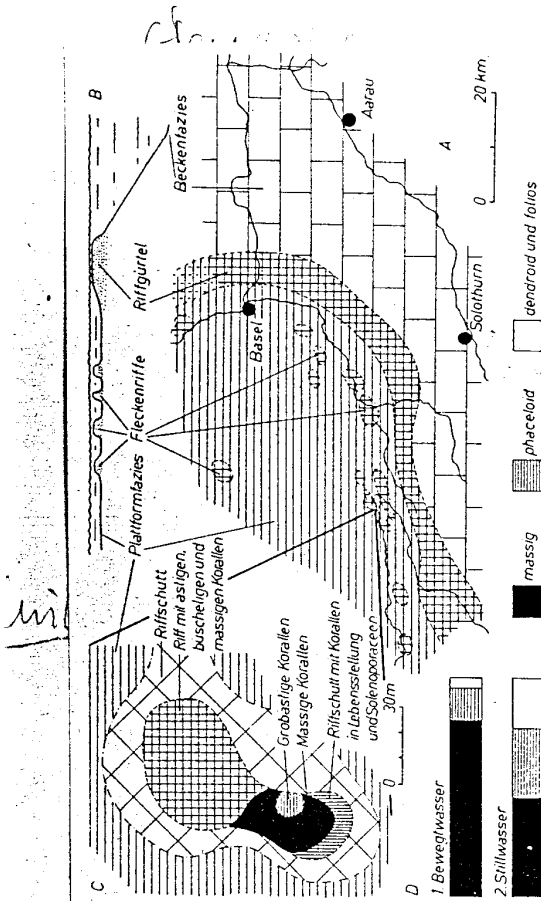 B
Plattformfazies
Fleckenriffe
Riffgürtel
Beckenfazies
Basel
Aarau
Solothurn
A
0 20 km
C
Riffschutt
Riff mit ästigen,
buscheligen und
massigen Korallen
Grobästige Korallen
Massige Korallen
Riffschutt mit Korallen
in Lebensstellung
und Solenoporaceen
0 30m
D
1. Bewegtwasser
2. Stillwasser
massig
phaceloid
dendroid und folios